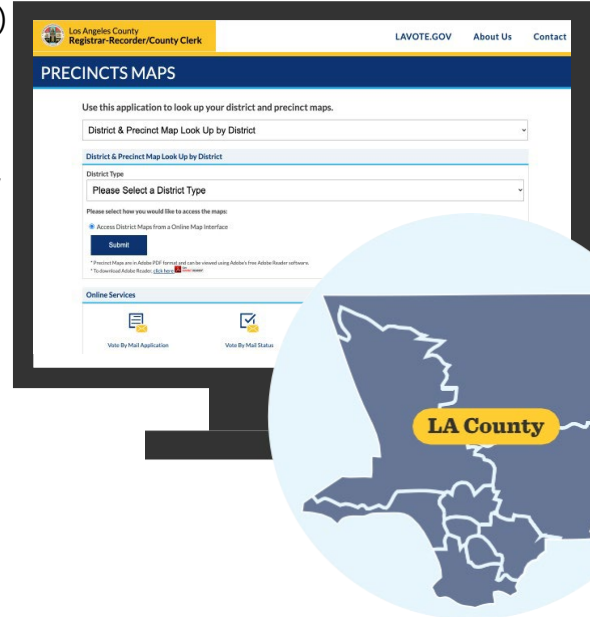 )
Los Angeles County
Registrar-Recorder/County Clerk
LAVOTE.GOV About Us Contact
PRECINCTS MAPS
Use this application to look up your district and precinct maps.
District & Precinct Map Look Up by District
District & Precinct Map Look Up by District
District Type
Please Select a District Type
Please select how you would like to access the maps:
Access District Maps from a Online Map Interface
Submit
* Precinct Maps are in Adobe PDF format and can be viewed using Adobe's free Adobe Reader software.
* To download Adobe Reader, click here
Online Services
Vote By Mail Application
Vote By Mail Status
LA County